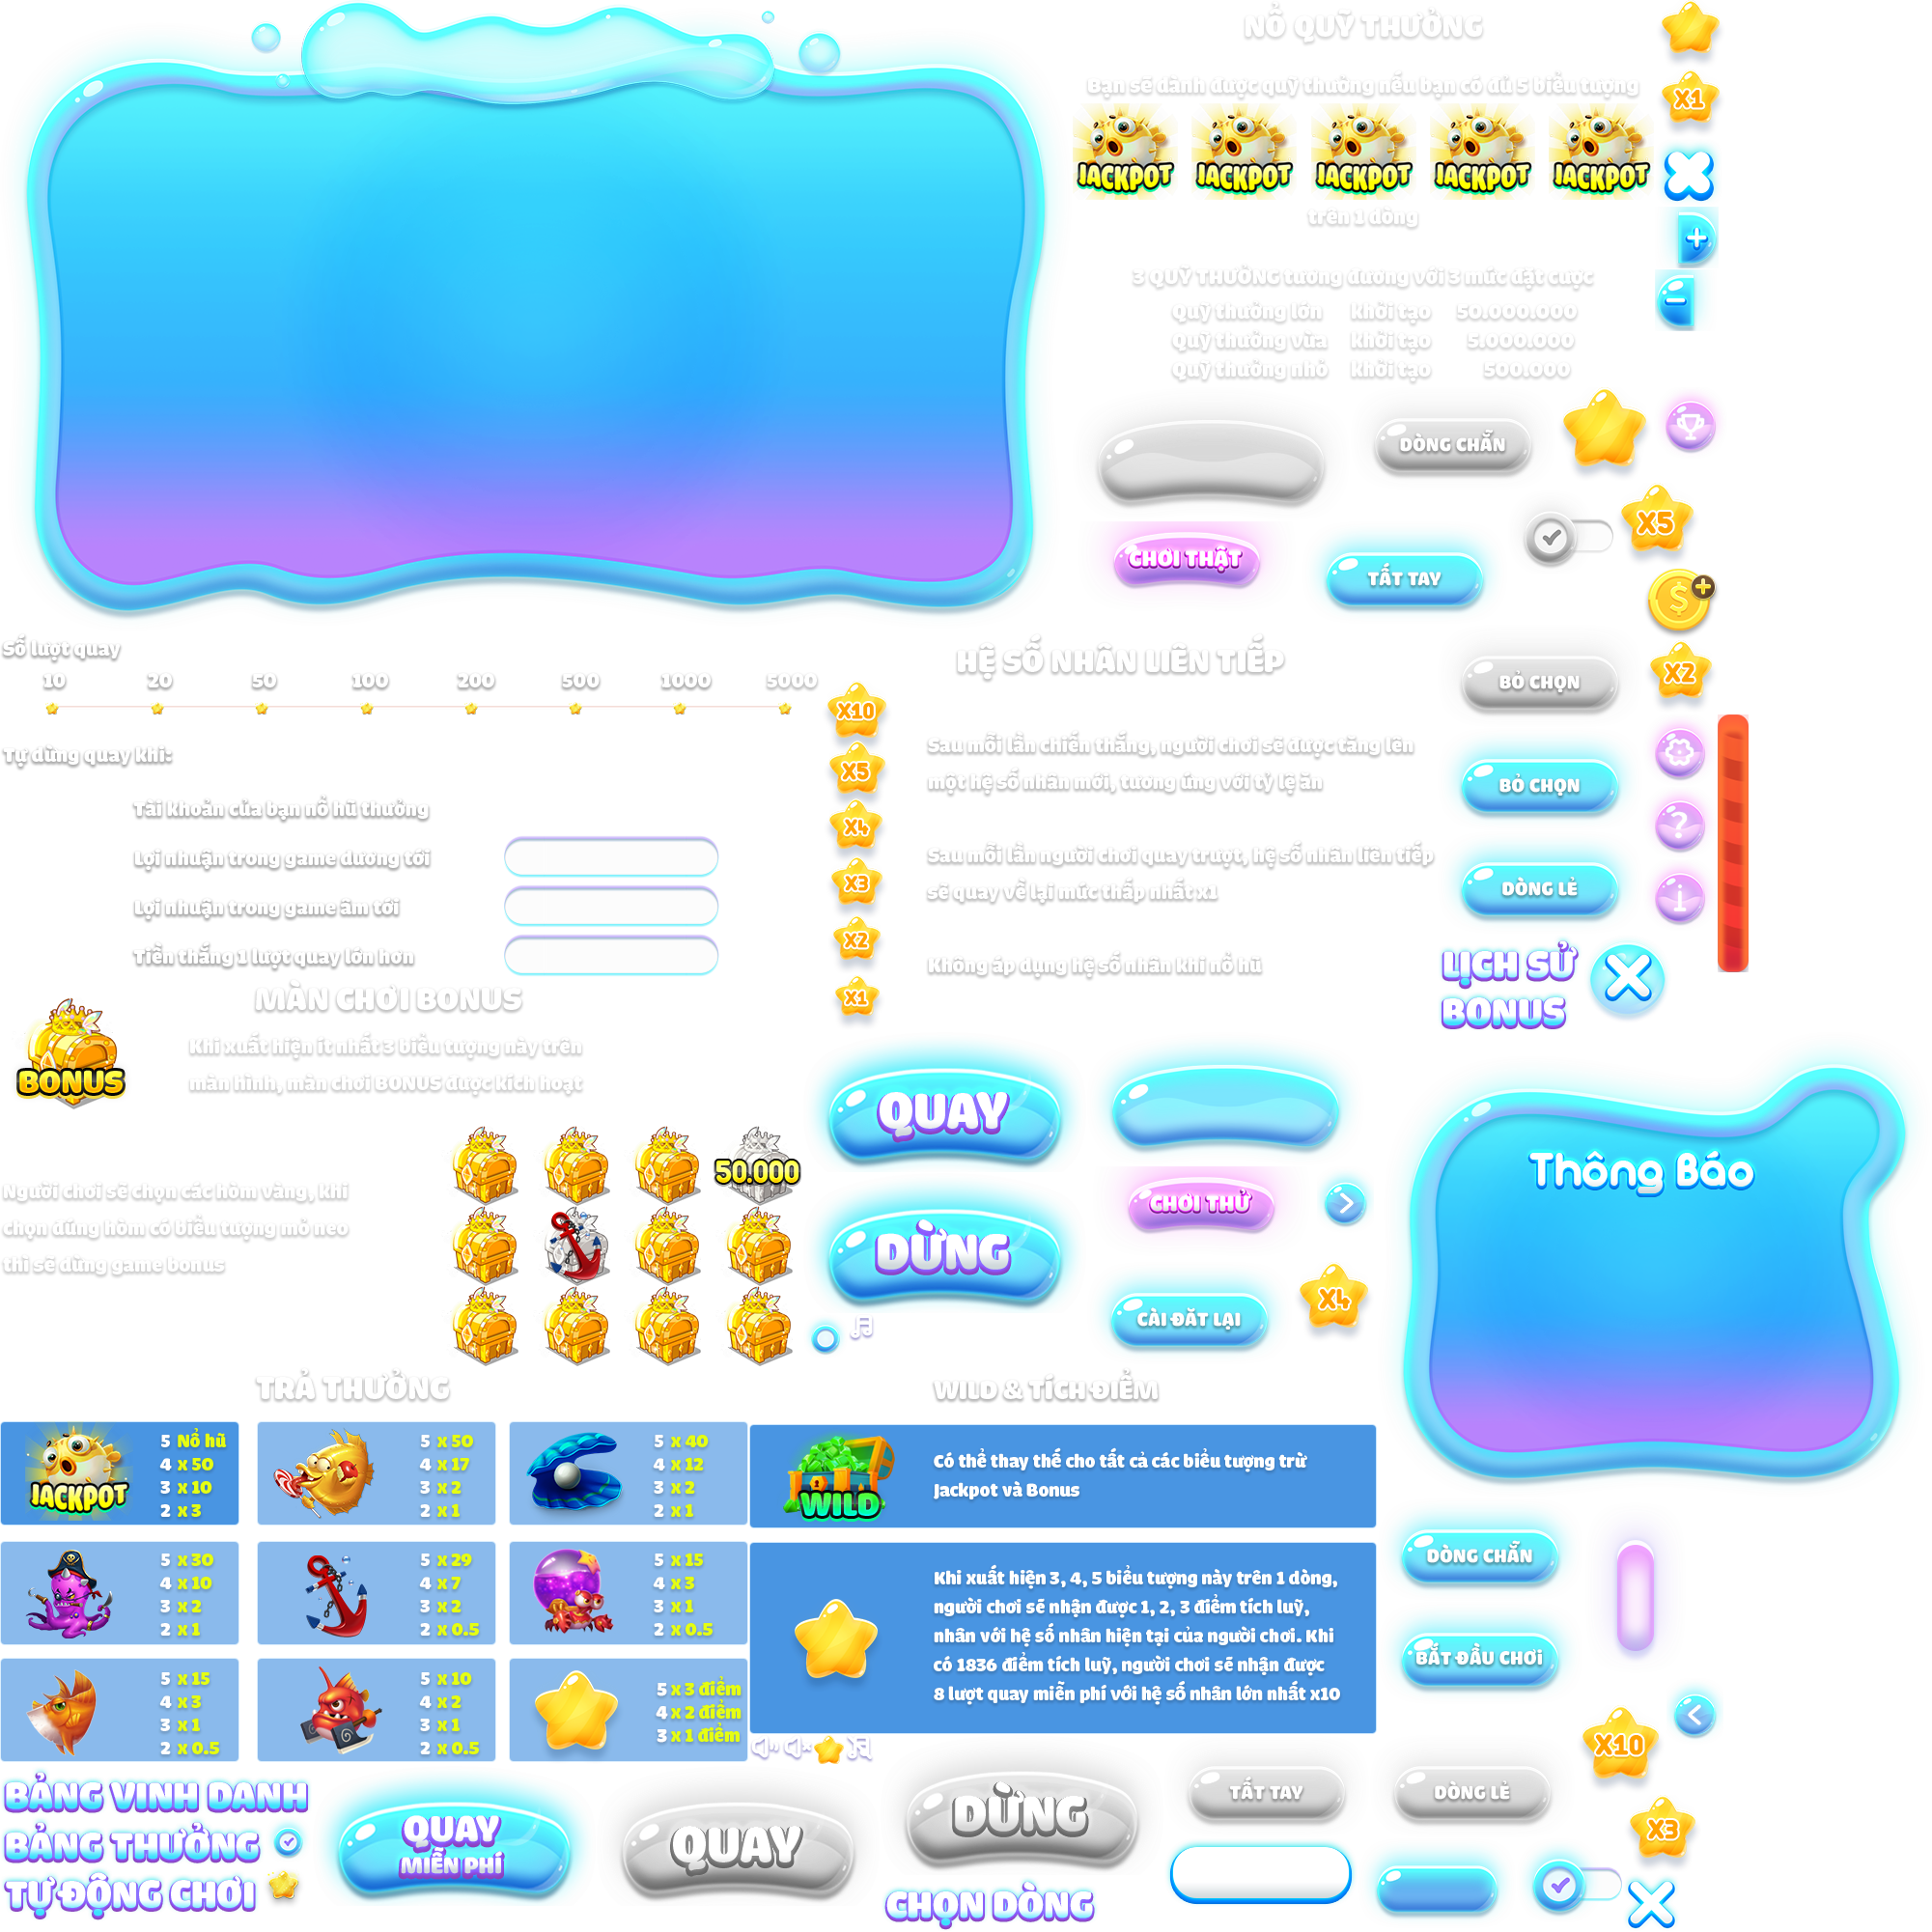 NỔ QUỸ THƯỞNG
Bạn sẽ dành được quỹ thưởng nếu bạn có đủ 5 biểu tượng
JACKPOT JACKPOT JACKPOT JACKPOT JACKPOT
trên 1 dòng
3 QUỸ THƯỞNG tương đương với 3 mức đặt cược
Quỹ thưởng lớn khởi tạo 50.000.000
Quỹ thưởng vừa khởi tạo 5.000.000
Quỹ thưởng nhỏ khởi tạo 500.000
X1
DÒNG CHẴN
X5
CHƠI THẬT
TẤT TAY
$
X2
BỎ CHỌN
BỎ CHỌN
DÒNG LẺ
?
i
LỊCH SỬ
BONUS
Số lượt quay
10 20 50 100 200 500 1000 5000
Tự dừng quay khi:
Tài khoản của bạn nổ hũ thưởng
Lợi nhuận trong game dương tới
Lợi nhuận trong game âm tới
Tiền thắng 1 lượt quay lớn hơn
X10
X5
X4
X3
X2
X1
HỆ SỐ NHÂN LIÊN TIẾP
Sau mỗi lần chiến thắng, người chơi sẽ được tăng lên
một hệ số nhân mới, tương ứng với tỷ lệ ăn
Sau mỗi lần người chơi quay trượt, hệ số nhân liên tiếp
sẽ quay về lại mức thấp nhất x1
Không áp dụng hệ số nhân khi nổ hũ
MÀN CHƠI BONUS
BONUS
Khi xuất hiện ít nhất 3 biểu tượng này trên
màn hình, màn chơi BONUS được kích hoạt
Người chơi sẽ chọn các hòm vàng, khi
chọn đúng hòm có biểu tượng mỏ neo
thì sẽ dừng game bonus
50.000
QUAY
DỪNG
CHƠI THỬ
CÀI ĐẶT LẠI
X4
Thông Báo
TRẢ THƯỞNG
JACKPOT
5 Nổ hũ
4 x 50
3 x 10
2 x 3
5 x 50
4 x 17
3 x 2
2 x 1
5 x 40
4 x 12
3 x 2
2 x 1
5 x 30
4 x 10
3 x 2
2 x 1
5 x 29
4 x 7
3 x 2
2 x 0.5
5 x 15
4 x 3
3 x 1
2 x 0.5
5 x 15
4 x 3
3 x 1
2 x 0.5
5 x 10
4 x 2
3 x 1
2 x 0.5
5 x 3 điểm
4 x 2 điểm
3 x 1 điểm
WILD & TÍCH ĐIỂM
WILD
Có thể thay thế cho tất cả các biểu tượng trừ
Jackpot và Bonus
Khi xuất hiện 3, 4, 5 biểu tượng này trên 1 dòng,
người chơi sẽ nhận được 1, 2, 3 điểm tích luỹ,
nhân với hệ số nhân hiện tại của người chơi. Khi
có 1836 điểm tích luỹ, người chơi sẽ nhận được
8 lượt quay miễn phí với hệ số nhân lớn nhất x10
DÒNG CHẴN
BẮT ĐẦU CHƠI
X10
X3
BẢNG VINH DANH
BẢNG THƯỞNG
TỰ ĐỘNG CHƠI
QUAY
MIỄN PHÍ
QUAY
DỪNG
CHỌN DÒNG
TẤT TAY
DÒNG LẺ